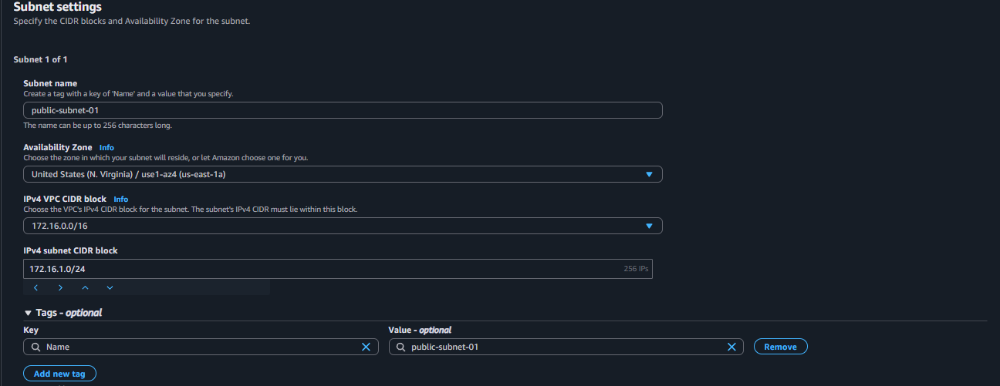 Subnet settings
Specify the CIDR blocks and Availability Zone for the subnet.
Subnet 1 of 1
Subnet name
Create a tag with a key of 'Name' and a value that you specify.
public-subnet-01
The name can be up to 256 characters long.
Availability Zone Info
Choose the zone in which your subnet will reside, or let Amazon choose one for you.
United States (N. Virginia) / use1-az4 (us-east-1a)
IPv4 VPC CIDR block Info
Choose the VPC's IPv4 CIDR block for the subnet. The subnet's IPv4 CIDR must lie within this block.
172.16.0.0/16
IPv4 subnet CIDR block
172.16.1.0/24 256 IPs
Tags - optional
Key Value - optional
Name public-subnet-01 Remove
Add new tag